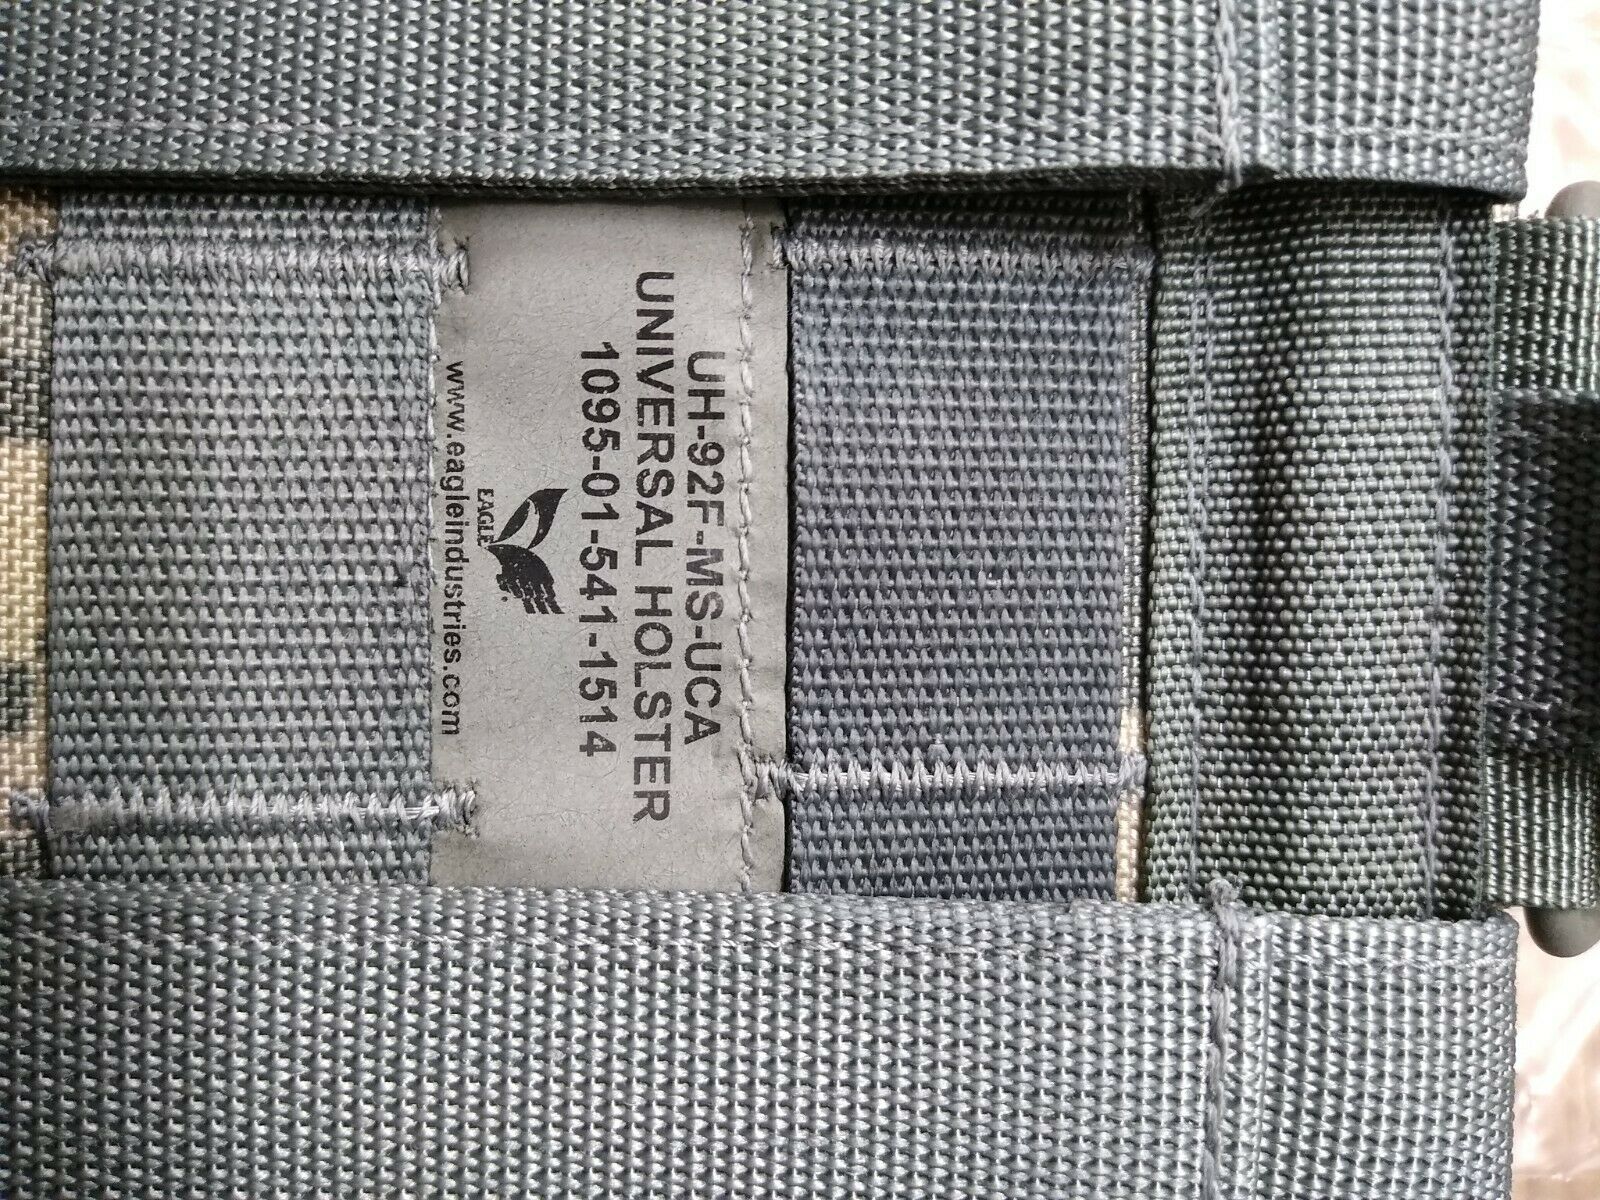 UH-92F-MS-UCA
UNIVERSAL HOLSTER
1095-01-541-1514
EAGLE
www.eagleindustries.com